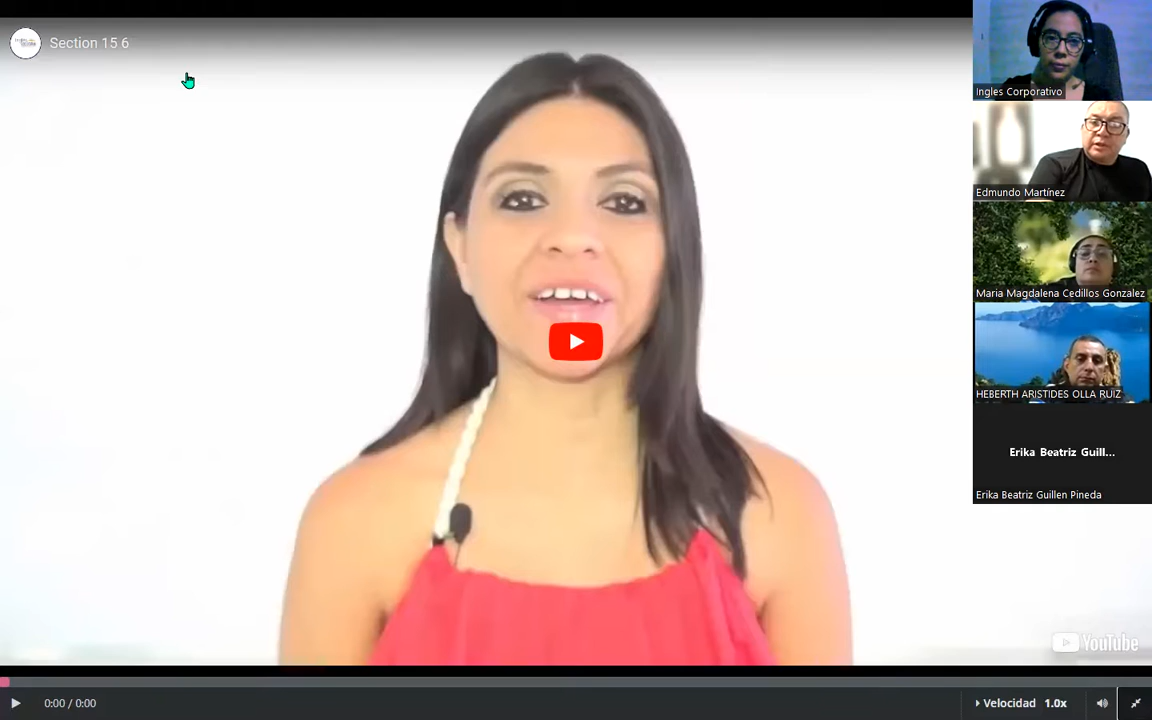 Section 15 6
Ingles Corporativo
Edmundo Martínez
Maria Magdalena Cedillos Gonzalez
HEBERTH ARISTIDES OLLA RUIZ
Erika Beatriz Guill...
Erika Beatriz Guillen Pineda
YouTube
0:00 / 0:00
Velocidad 1.0x